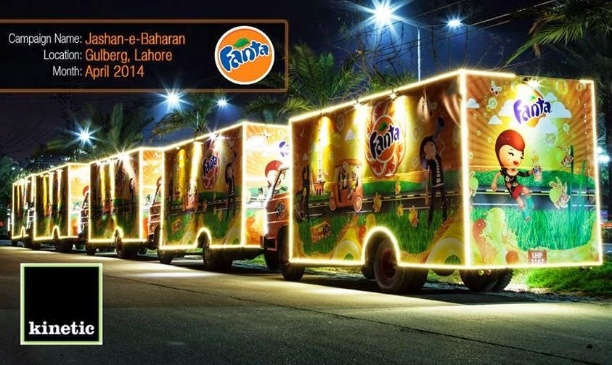 Campaign Name: Jashan-e-Baharan
Location: Gulberg, Lahore
Month: April 2014
Fanta
Fanta
Fanta
Fanta
kinetic